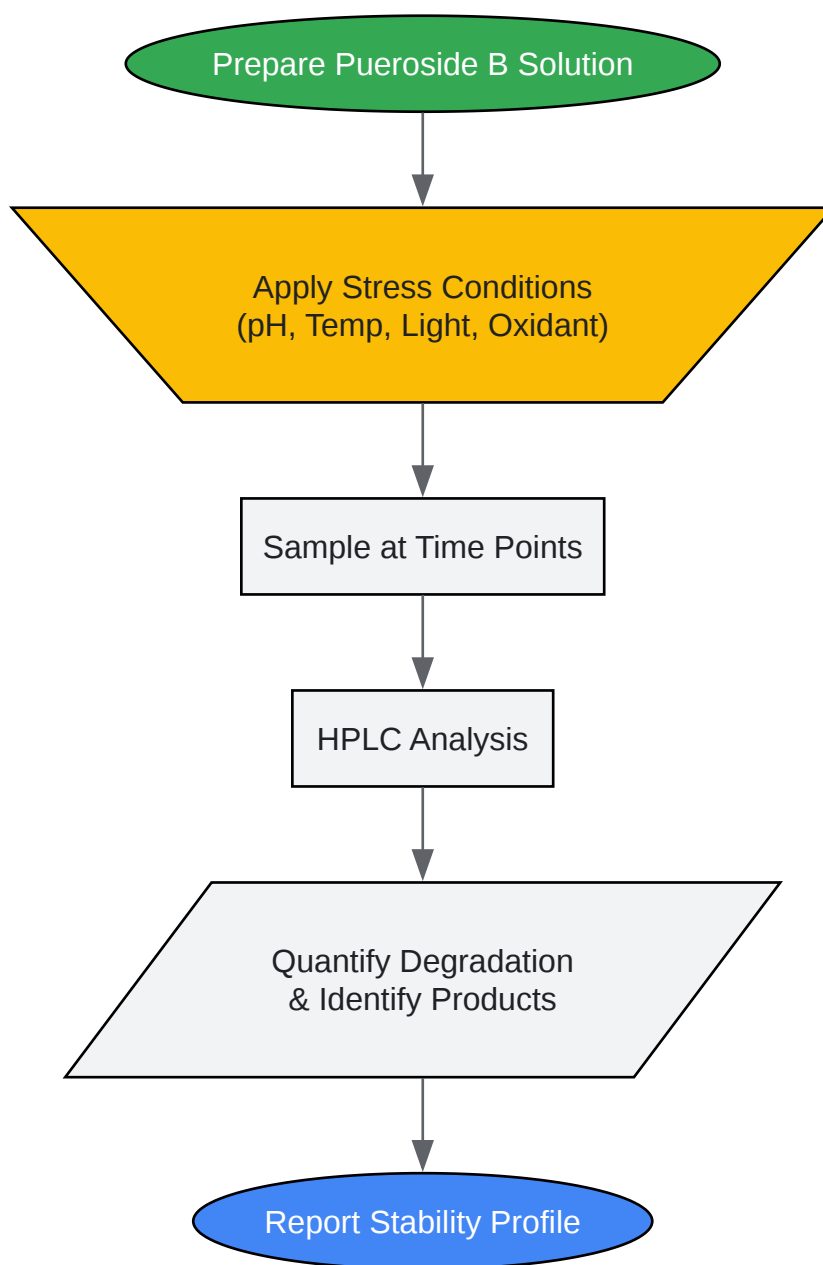 Prepare Pueroside B Solution
Apply Stress Conditions
(pH, Temp, Light, Oxidant)
Sample at Time Points
HPLC Analysis
Quantify Degradation
& Identify Products
Report Stability Profile